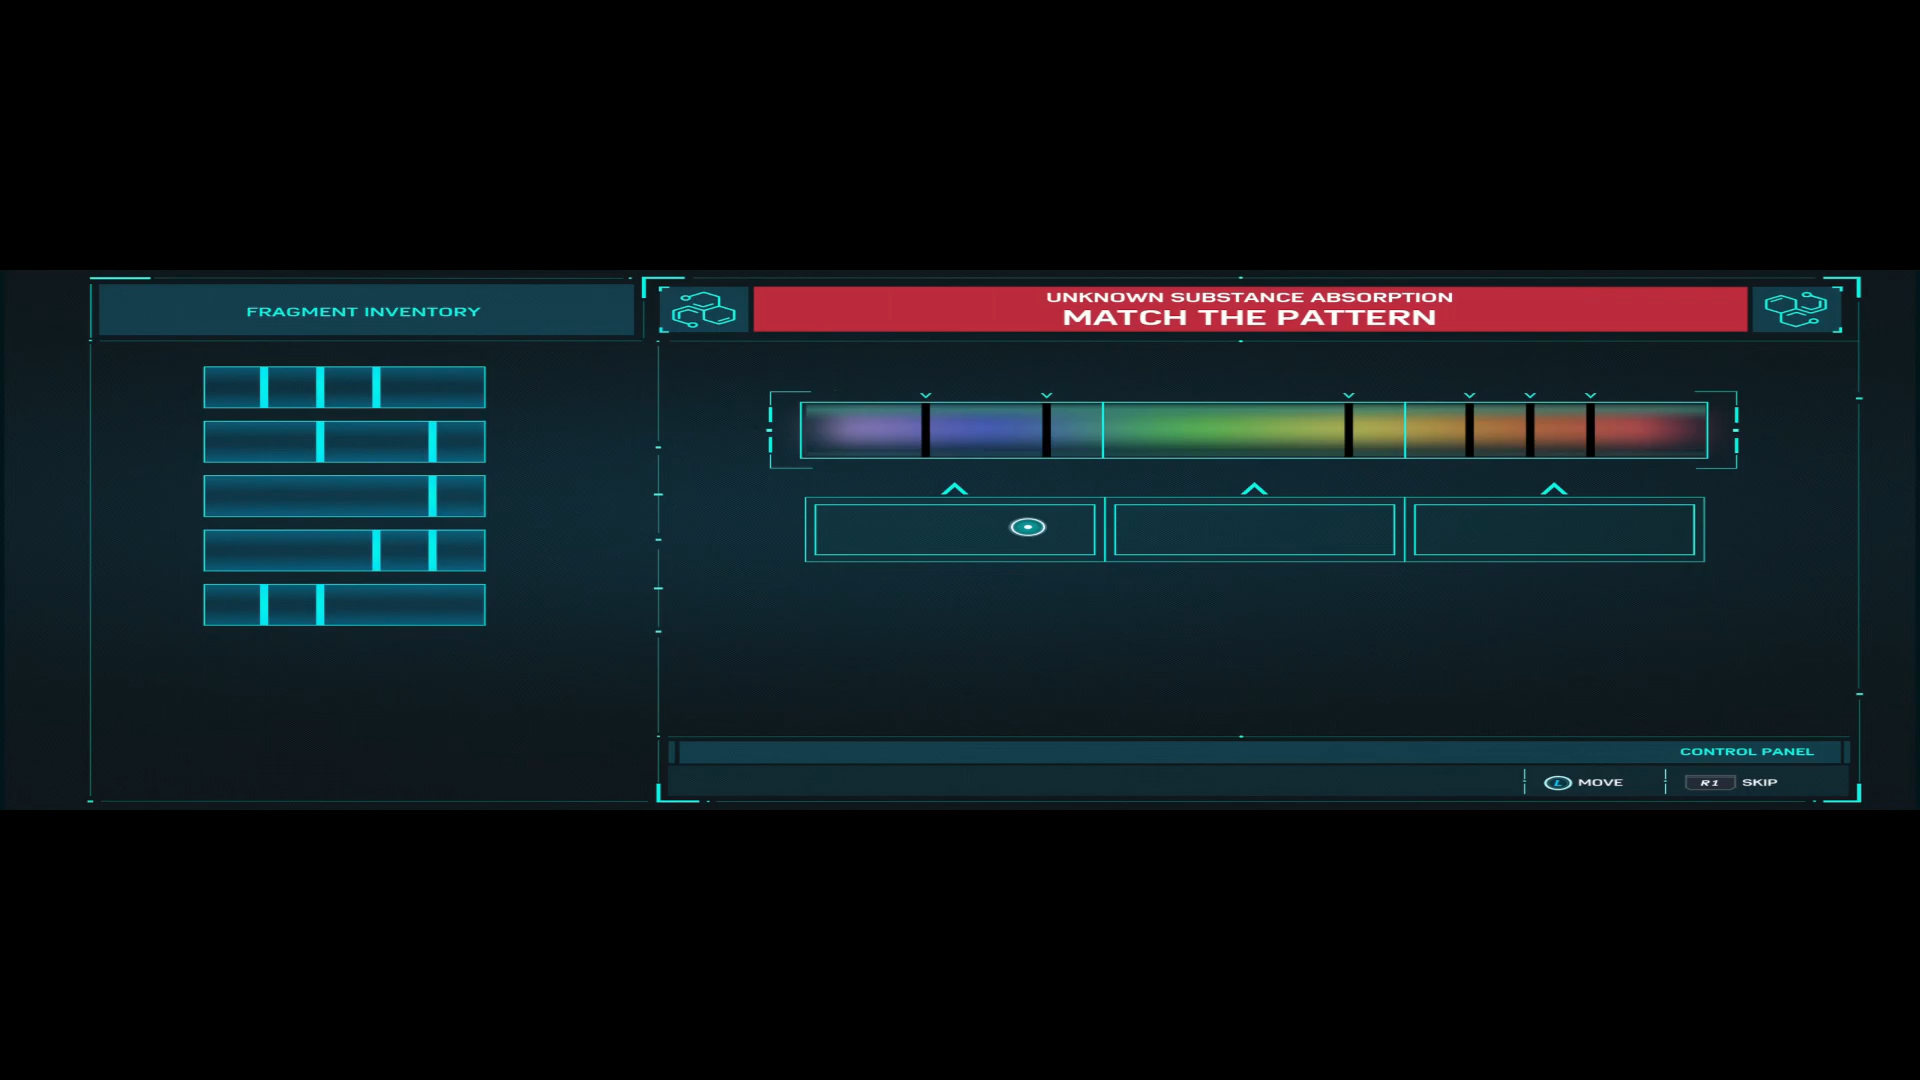 FRAGMENT INVENTORY
UNKNOWN SUBSTANCE ABSORPTION
MATCH THE PATTERN
CONTROL PANEL
L MOVE
R1 SKIP